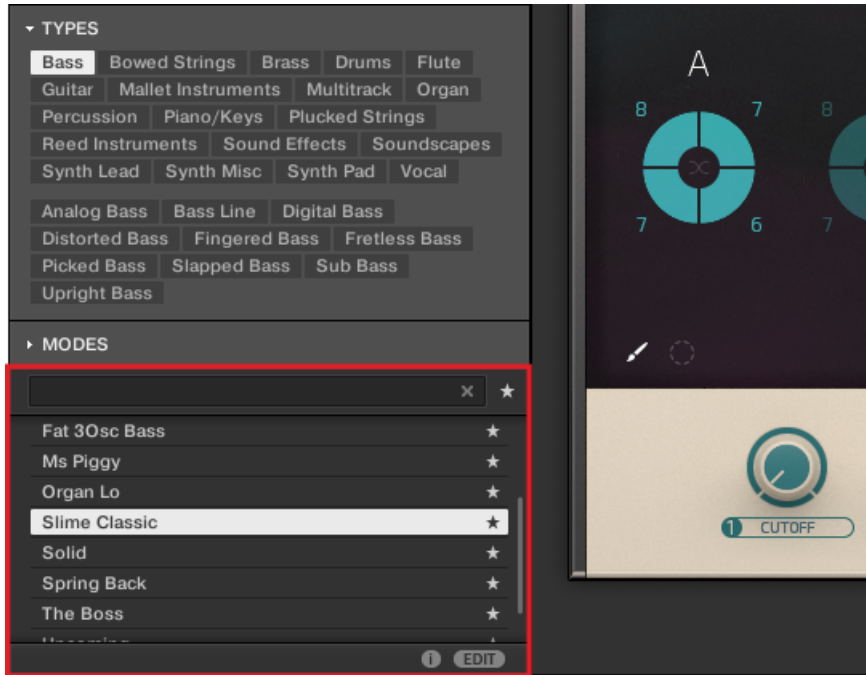 TYPES
Bass Bowed Strings Brass Drums Flute
Guitar Mallet Instruments Multitrack Organ
Percussion Piano/Keys Plucked Strings
Reed Instruments Sound Effects Soundscapes
Synth Lead Synth Misc Synth Pad Vocal
Analog Bass Bass Line Digital Bass
Distorted Bass Fingered Bass Fretless Bass
Picked Bass Slapped Bass Sub Bass
Upright Bass
MODES
Fat 3Osc Bass
Ms Piggy
Organ Lo
Slime Classic
Solid
Spring Back
The Boss
i EDIT
A
8 7 8
7 6 7
1 CUTOFF